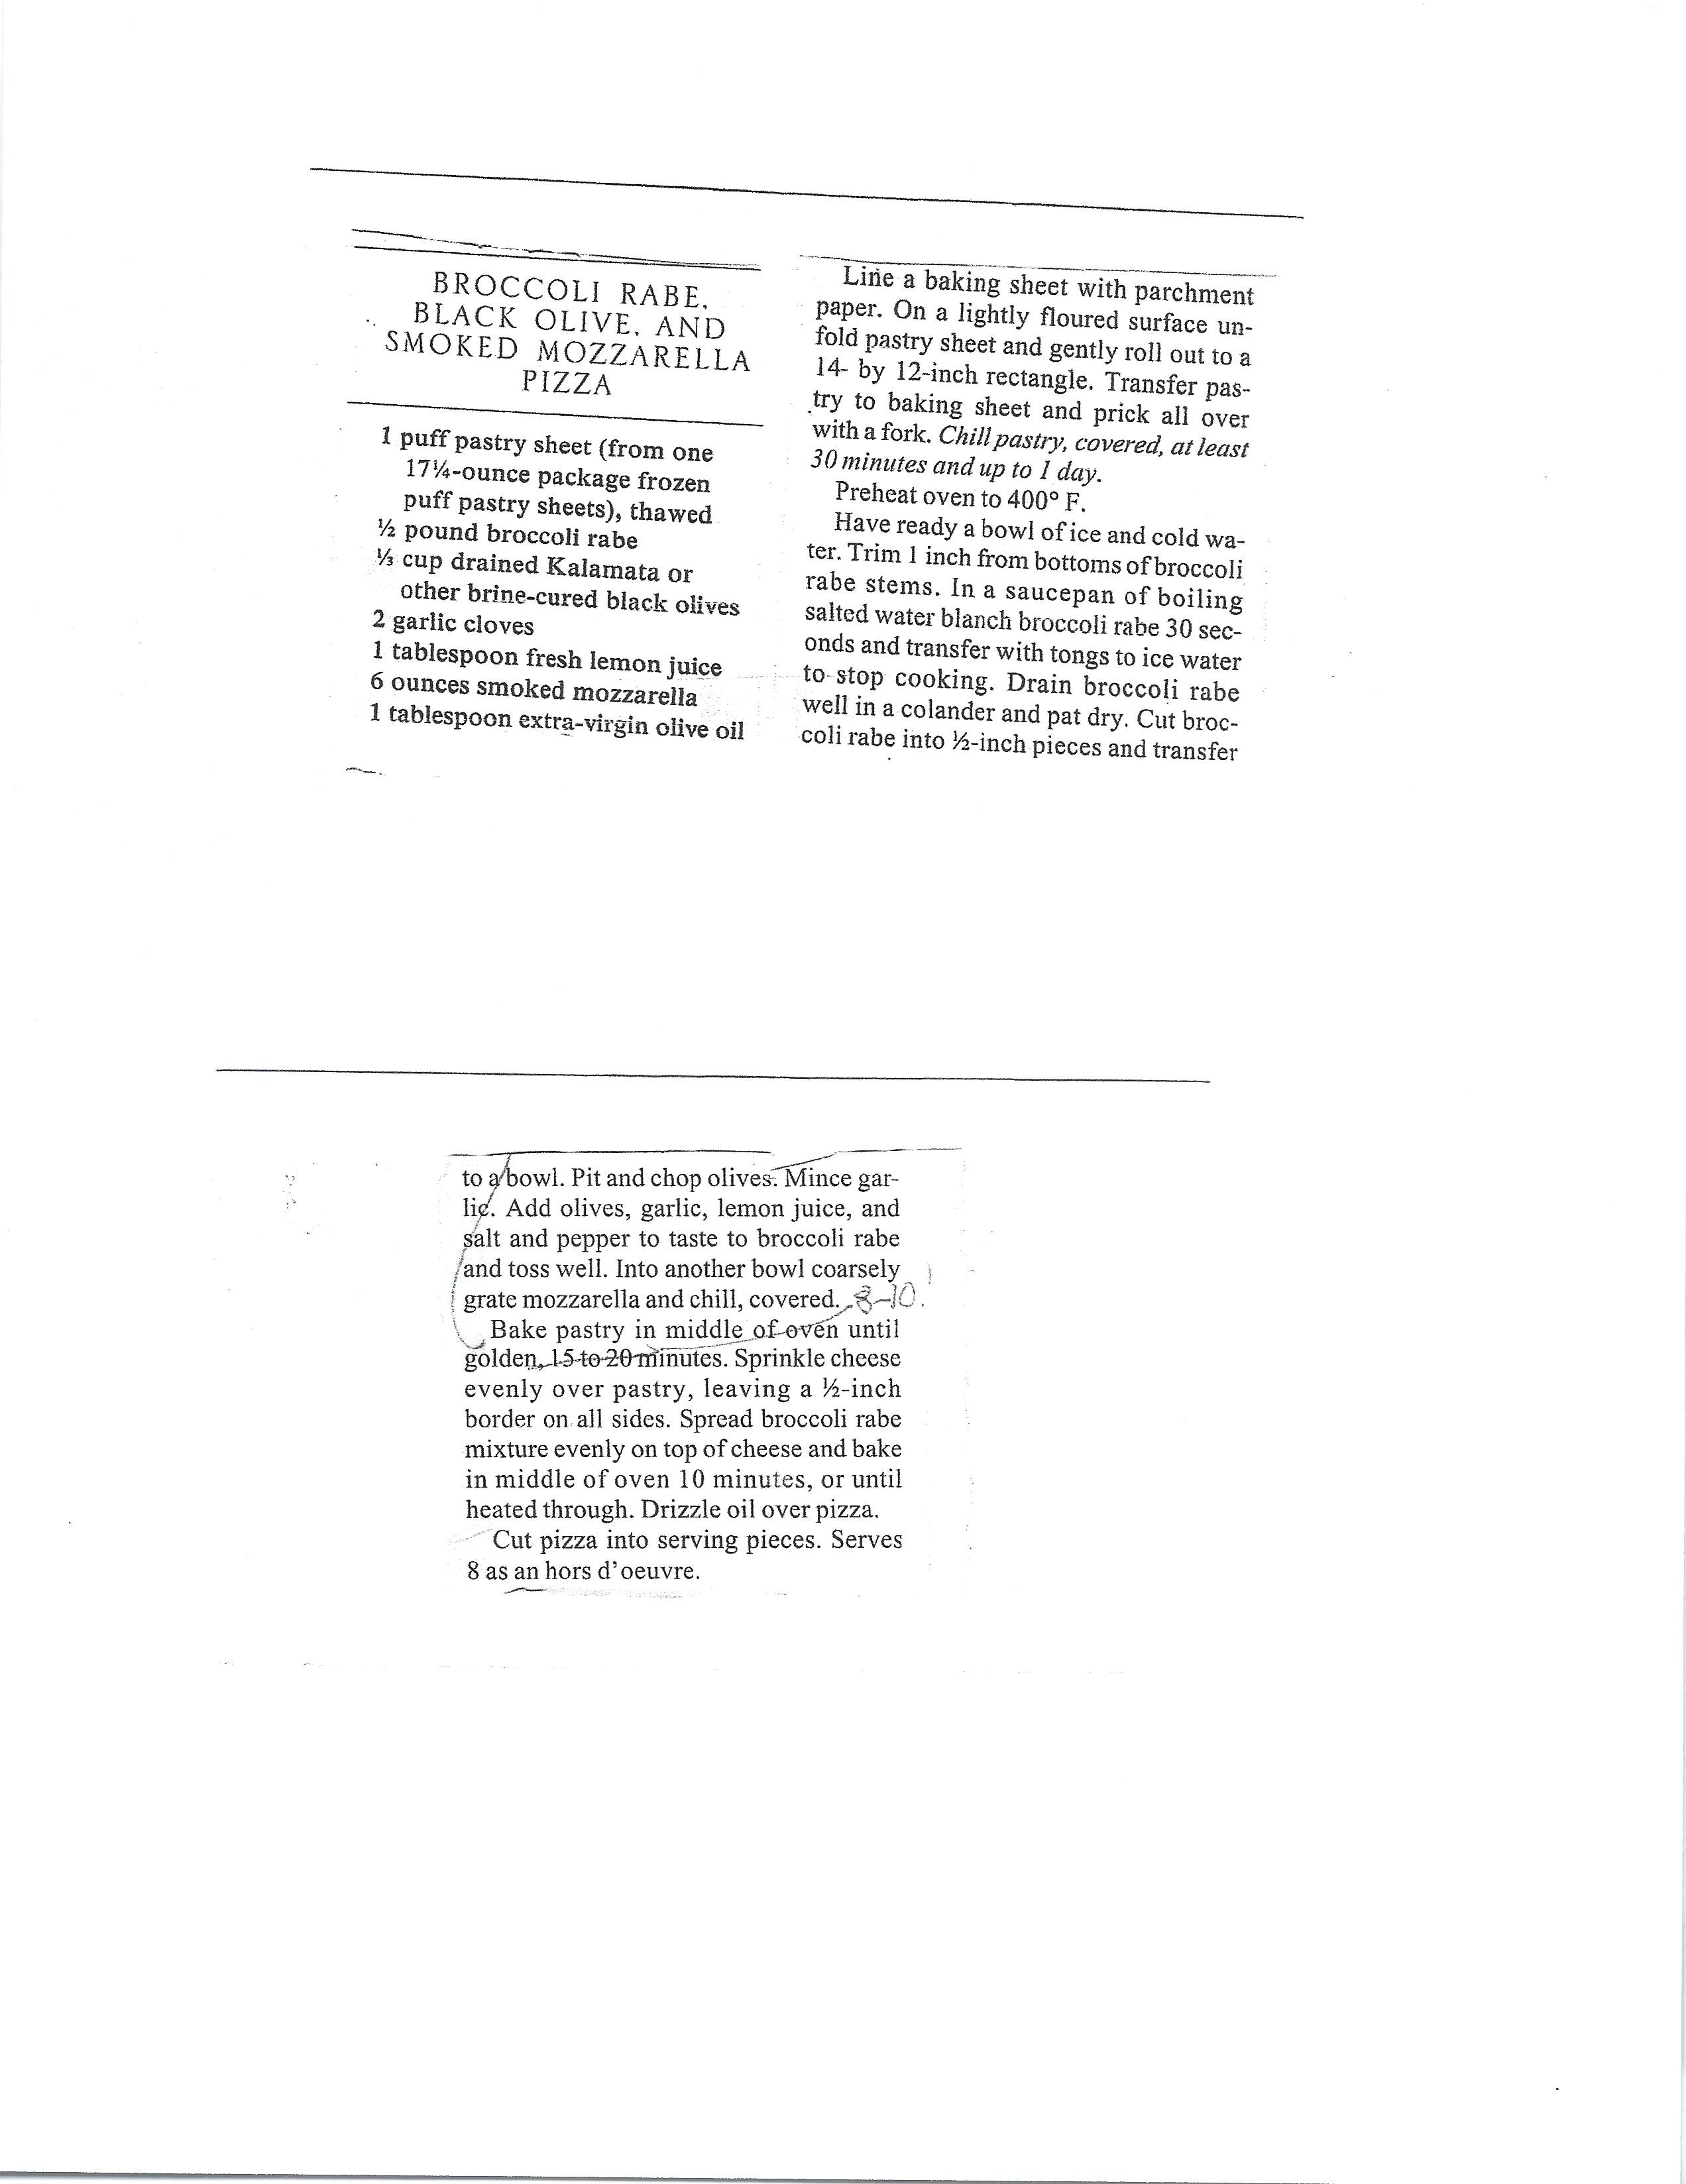 BROCCOLI RABE,
BLACK OLIVE, AND
SMOKED MOZZARELLA
PIZZA
1 puff pastry sheet (from one
17¼-ounce package frozen
puff pastry sheets), thawed
½ pound broccoli rabe
⅓ cup drained Kalamata or
other brine-cured black olives
2 garlic cloves
1 tablespoon fresh lemon juice
6 ounces smoked mozzarella
1 tablespoon extra-virgin olive oil
Line a baking sheet with parchment
paper. On a lightly floured surface un-
fold pastry sheet and gently roll out to a
14- by 12-inch rectangle. Transfer pas-
try to baking sheet and prick all over
with a fork. Chill pastry, covered, at least
30 minutes and up to 1 day.
Preheat oven to 400° F.
Have ready a bowl of ice and cold wa-
ter. Trim 1 inch from bottoms of broccoli
rabe stems. In a saucepan of boiling
salted water blanch broccoli rabe 30 sec-
onds and transfer with tongs to ice water
to stop cooking. Drain broccoli rabe
well in a colander and pat dry. Cut broc-
coli rabe into ½-inch pieces and transfer
to a bowl. Pit and chop olives. Mince gar-
lic. Add olives, garlic, lemon juice, and
salt and pepper to taste to broccoli rabe
and toss well. Into another bowl coarsely
grate mozzarella and chill, covered. 8-10.
Bake pastry in middle of oven until
golden, 15 to 20 minutes. Sprinkle cheese
evenly over pastry, leaving a ½-inch
border on all sides. Spread broccoli rabe
mixture evenly on top of cheese and bake
in middle of oven 10 minutes, or until
heated through. Drizzle oil over pizza.
Cut pizza into serving pieces. Serves
8 as an hors d'oeuvre.